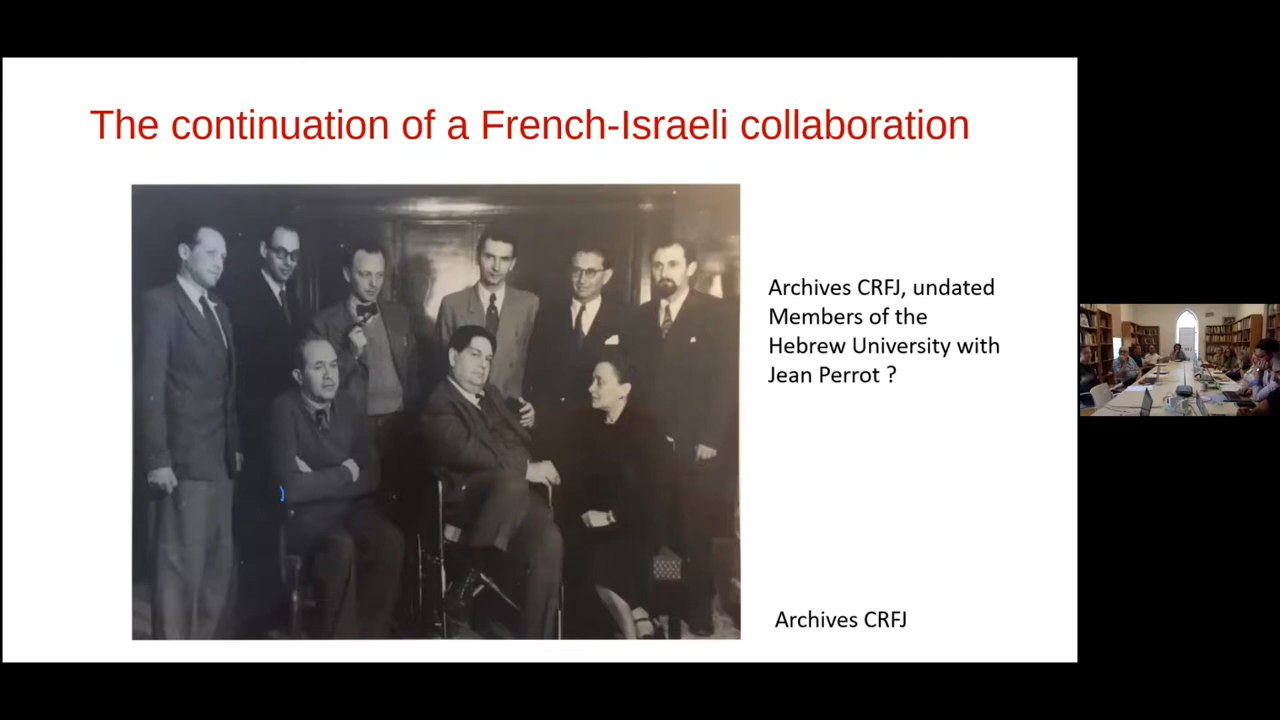 The continuation of a French-Israeli collaboration
Archives CRFJ, undated
Members of the
Hebrew University with
Jean Perrot ?
Archives CRFJ